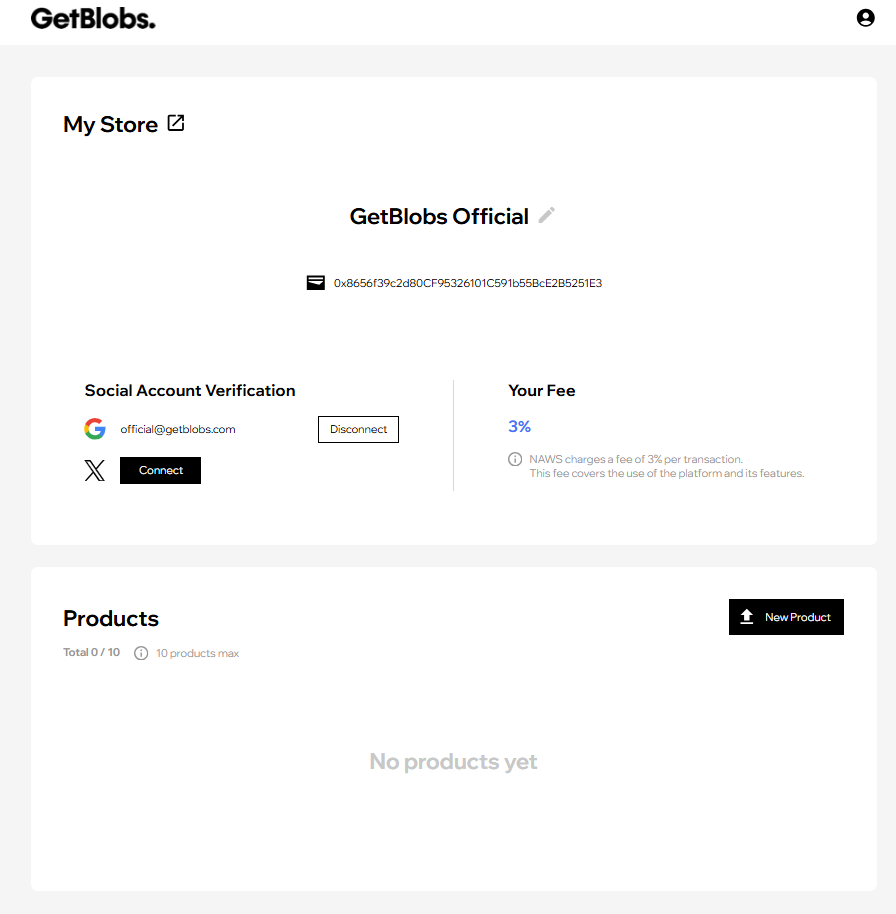 GetBlobs.
My Store
GetBlobs Official
0x8656f39c2d80CF95326101C591b55BcE2B5251E3
Social Account Verification
official@getblobs.com
Disconnect
Connect
Your Fee
3%
NAWS charges a fee of 3% per transaction.
This fee covers the use of the platform and its features.
Products
New Product
Total 0 / 10
10 products max
No products yet